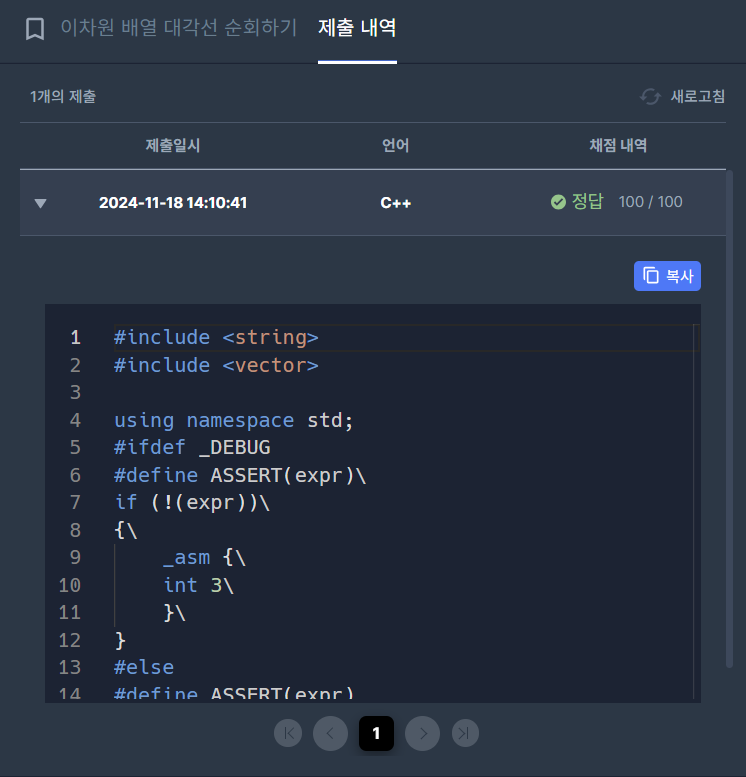 이차원 배열 대각선 순회하기 제출 내역
1개의 제출 새로고침
제출일시 언어 채점 내역
2024-11-18 14:10:41 C++ 정답 100 / 100
복사
1 #include <string>
2 #include <vector>
3
4 using namespace std;
5 #ifdef _DEBUG
6 #define ASSERT(expr)\
7 if (!(expr))\
8 {\
9 _asm {\
10 int 3\
11 }\
12 }
13 #else
14 #define ASSERT(expr)
1